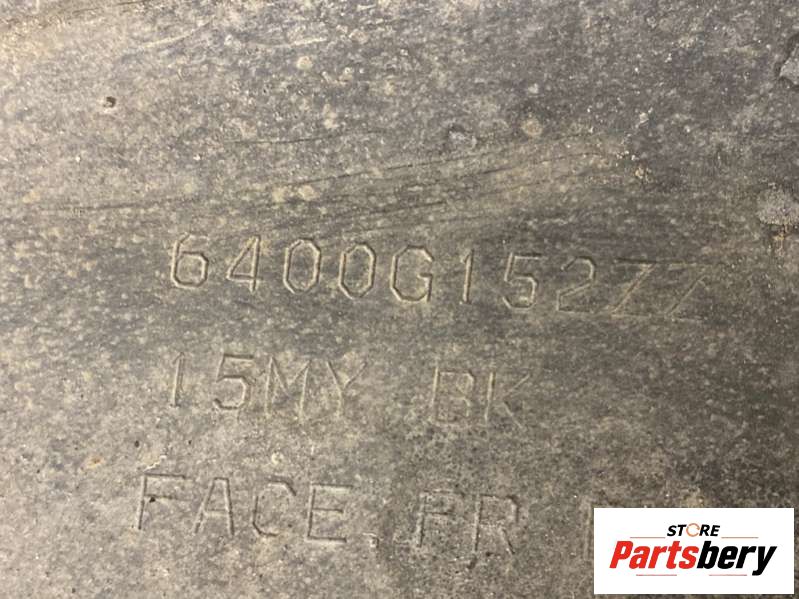 6400G152ZZ
15MY BK
FACE, FR
STORE
Partsbery